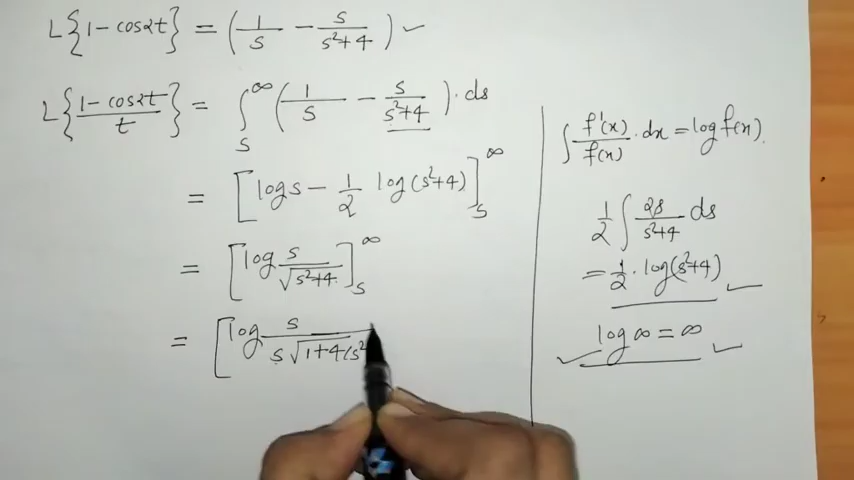 L{1-cos2t} = (1/s - s/(s²+4)) ✓
L{(1-cos2t)/t} = ∫_s^∞ (1/s - s/(s²+4)) · ds
= [log s - 1/2 log(s²+4)]_s^∞
= [log s/√(s²+4)]_s^∞
= [log s/(s√(1+4/s²
∫ f'(x)/f(x) · dx = log f(x).
1/2 ∫ 2s/(s²+4) ds
= 1/2 · log(s²+4)
log ∞ = ∞